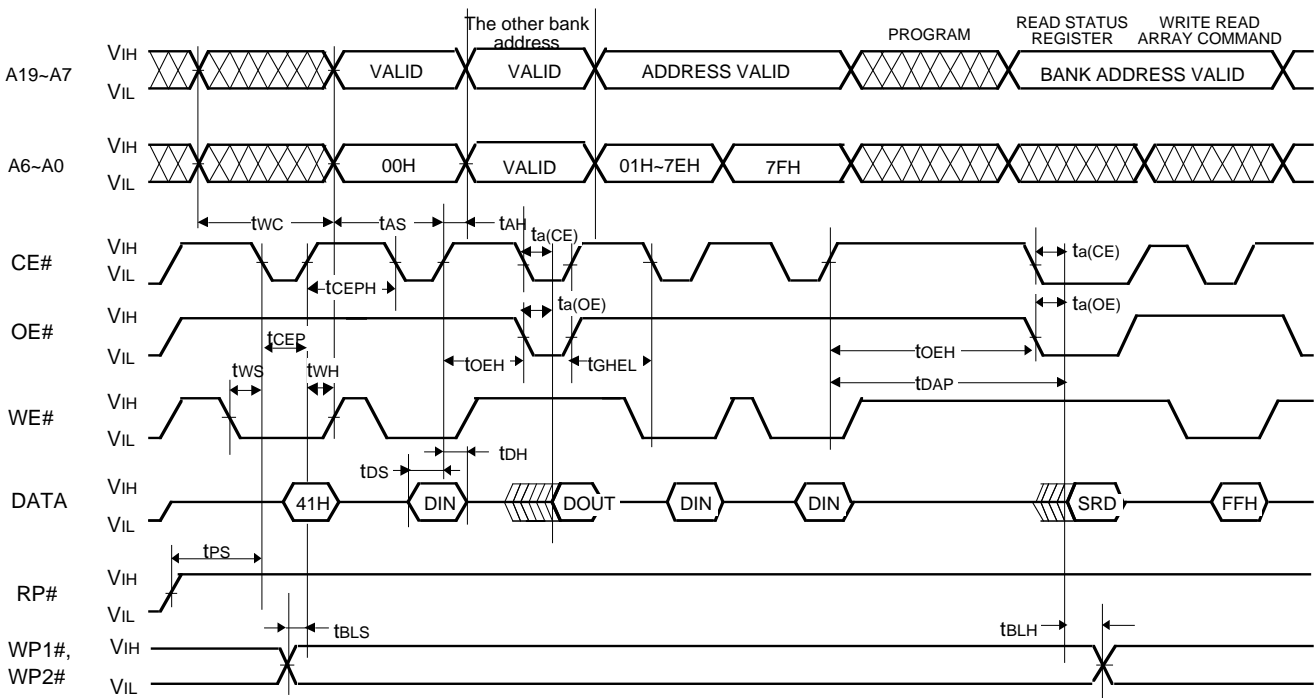 The other bank
address
PROGRAM
READ STATUS
REGISTER
WRITE READ
ARRAY COMMAND
A19~A7
VIH
VIL
VALID
VALID
ADDRESS VALID
BANK ADDRESS VALID
A6~A0
VIH
VIL
00H
VALID
01H~7EH
7FH
tWC
tAS
tAH
ta(CE)
ta(CE)
CE#
VIH
VIL
tCEPH
ta(OE)
ta(OE)
OE#
VIH
VIL
tCEP
tOEH
tGHEL
tOEH
tWS
tWH
tDAP
WE#
VIH
VIL
tDS
tDH
DATA
VIH
VIL
41H
DIN
DOUT
DIN
DIN
SRD
FFH
tPS
RP#
VIH
VIL
tBLS
tBLH
WP1#,
WP2#
VIH
VIL